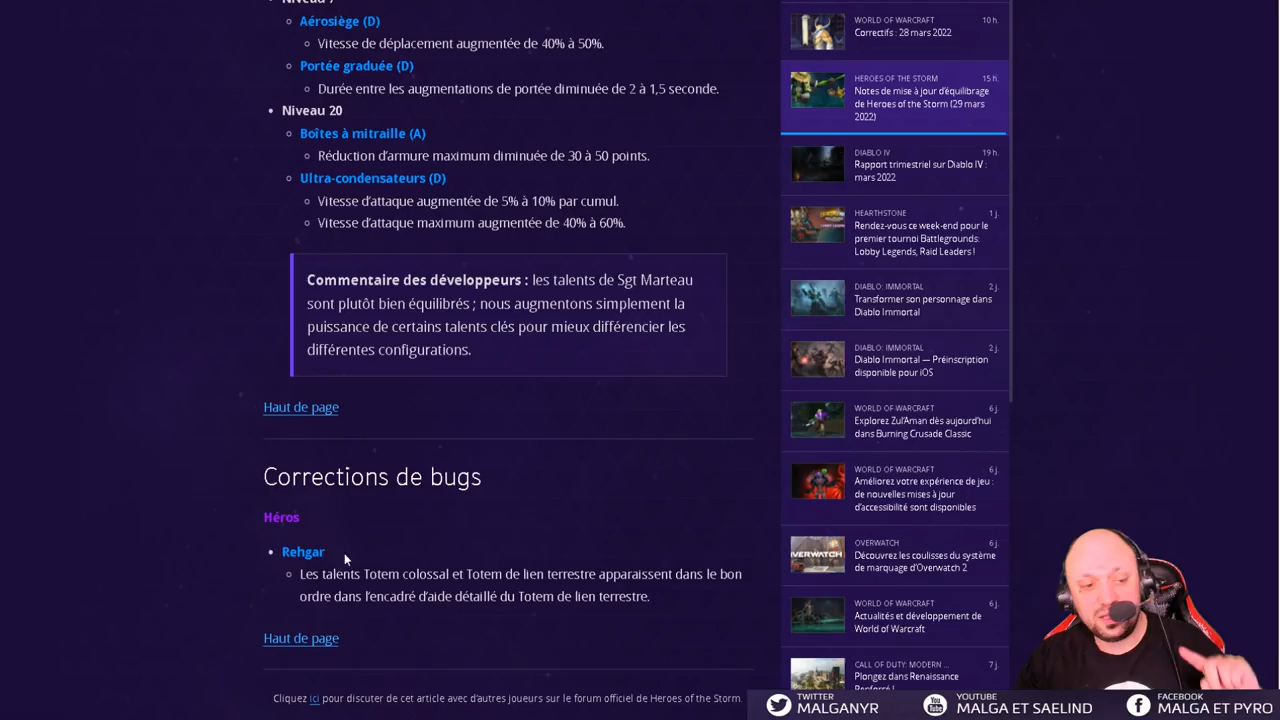 Aérosiège (D)
Vitesse de déplacement augmentée de 40% à 50%.
Portée graduée (D)
Durée entre les augmentations de portée diminuée de 2 à 1,5 seconde.
Niveau 20
Boîtes à mitraille (A)
Réduction d'armure maximum diminuée de 30 à 50 points.
Ultra-condensateurs (D)
Vitesse d'attaque augmentée de 5% à 10% par cumul.
Vitesse d'attaque maximum augmentée de 40% à 60%.
Commentaire des développeurs : les talents de Sgt Marteau
sont plutôt bien équilibrés ; nous augmentons simplement la
puissance de certains talents clés pour mieux différencier les
différentes configurations.
Haut de page
Corrections de bugs
Héros
Rehgar
Les talents Totem colossal et Totem de lien terrestre apparaissent dans le bon
ordre dans l'encadré d'aide détaillé du Totem de lien terrestre.
Haut de page
Cliquez ici pour discuter de cet article avec d'autres joueurs sur le forum officiel de Heroes of the Storm.
WORLD OF WARCRAFT 10 h.
Correctifs : 28 mars 2022
HEROES OF THE STORM 15 h.
Notes de mise à jour d'équilibrage
de Heroes of the Storm (29 mars
2022)
DIABLO IV 19 h.
Rapport trimestriel sur Diablo IV :
mars 2022
HEARTHSTONE 1 j.
Rendez-vous ce week-end pour le
premier tournoi Battlegrounds:
Lobby Legends, Raid Leaders !
DIABLO: IMMORTAL 2 j.
Transformer son personnage dans
Diablo Immortal
DIABLO: IMMORTAL 2 j.
Diablo Immortal — Préinscription
disponible pour iOS
WORLD OF WARCRAFT 6 j.
Explorez Zul'Aman dès aujourd'hui
dans Burning Crusade Classic
WORLD OF WARCRAFT 6 j.
Améliorez votre expérience de jeu :
de nouvelles mises à jour
d'accessibilité sont disponibles
OVERWATCH 6 j.
Découvrez les coulisses du système
de marquage d'Overwatch 2
WORLD OF WARCRAFT 6 j.
Actualités et développement de
World of Warcraft
CALL OF DUTY: MODERN ... 7 j.
Plongez dans Renaissance
TWITTER
MALGANYR
YOUTUBE
MALGA ET SAELIND
FACEBOOK
MALGA ET PYRO